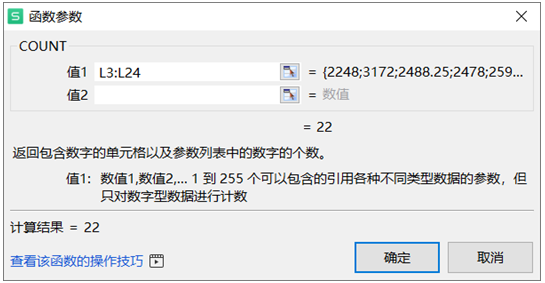 S 函数参数
COUNT
值1 L3:L24 = {2248;3172;2488.25;2478;259...
值2 = 数值
= 22
返回包含数字的单元格以及参数列表中的数字的个数。
值1: 数值1,数值2,... 1 到 255 个可以包含的引用各种不同类型数据的参数，但
只对数字型数据进行计数
计算结果 = 22
查看该函数的操作技巧 确定 取消